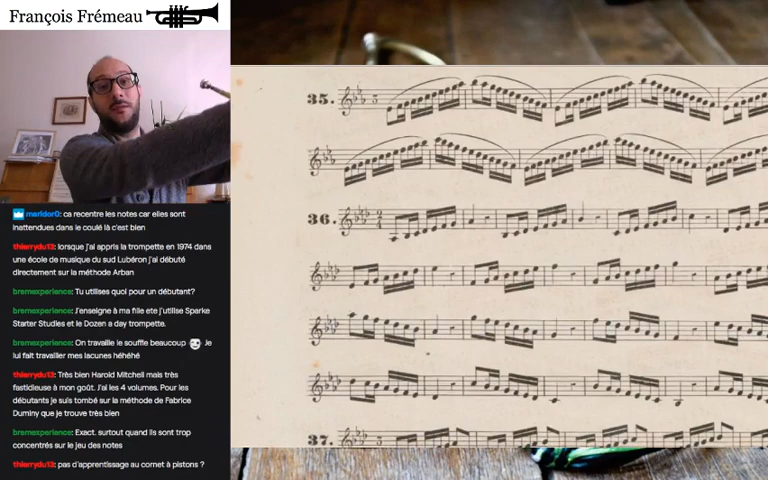 François Frémeau
35.
36.
37.
maridor0: ca recentre les notes car elles sont
inattendues dans le coulé là c'est bien
thierrydu13: lorsque j'ai appris la trompette en 1974 dans
une école de musique du sud Lubéron j'ai débuté
directement sur la méthode Arban
bremexperience: Tu utilises quoi pour un débutant?
bremexperience: J'enseigne à ma fille ete j'utilise Sparke
Starter Studies et le Dozen a day trompette.
bremexperience: On travaille le souffle beaucoup Je
lui fait travailler mes lacunes héhéhé
thierrydu13: Très bien Harold Mitchell mais très
fastidieuse à mon goût. J'ai les 4 volumes. Pour les
débutants je suis tombé sur la méthode de Fabrice
Duminy que je trouve très bien
bremexperience: Exact. surtout quand ils sont trop
concentrés sur le jeu des notes
thierrydu13: pas d'apprentissage au cornet à pistons ?